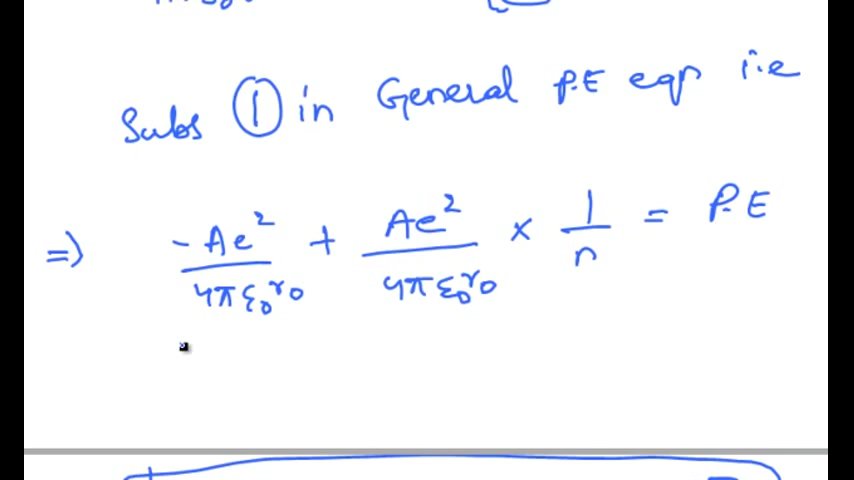 Subs ① in General P.E eqn i.e
=> -Ae²/4πε₀r₀ + Ae²/4πε₀r₀ × 1/n = P.E